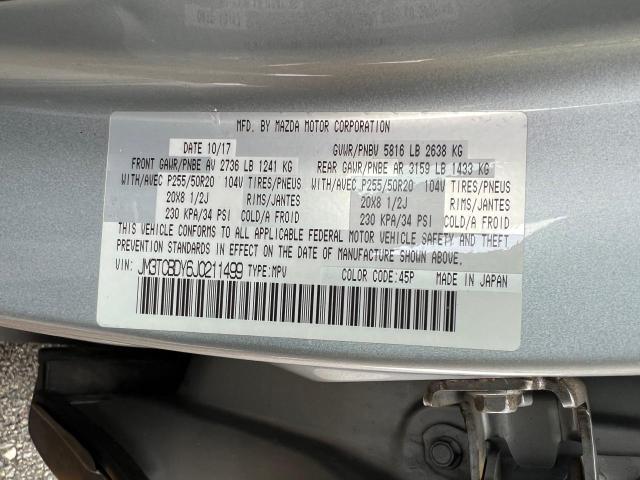 MFD. BY MAZDA MOTOR CORPORATION
DATE 10/17 GVWR/PNBV 5816 LB 2638 KG
FRONT GAWR/PNBE AV 2736 LB 1241 KG REAR GAWR/PNBE AR 3159 LB 1433 KG
WITH/AVEC P255/50R20 104V TIRES/PNEUS WITH/AVEC P255/50R20 104V TIRES/PNEUS
20X8 1/2J RIMS/JANTES 20X8 1/2J RIMS/JANTES
230 KPA/34 PSI COLD/A FROID 230 KPA/34 PSI COLD/A FROID
THIS VEHICLE CONFORMS TO ALL APPLICABLE FEDERAL MOTOR VEHICLE SAFETY AND THEFT
PREVENTION STANDARDS IN EFFECT ON THE DATE OF MANUFACTURE SHOWN ABOVE.
VIN: JM3TCBDY6J0211499 TYPE:MPV COLOR CODE:45P MADE IN JAPAN